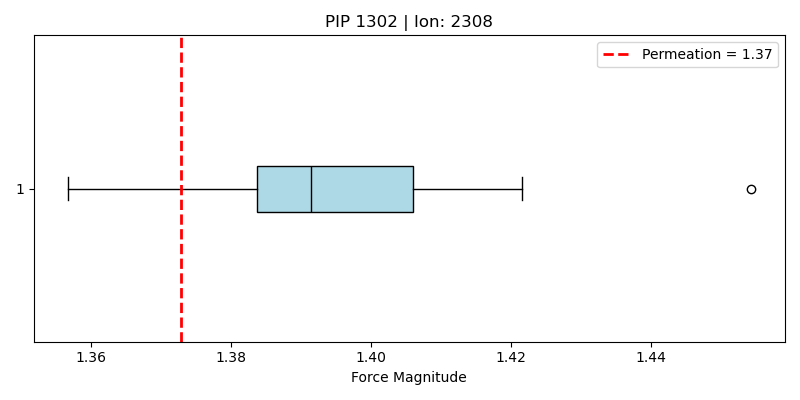 PIP 1302 | Ion: 2308
Permeation = 1.37
1
1.36 1.38 1.40 1.42 1.44
Force Magnitude